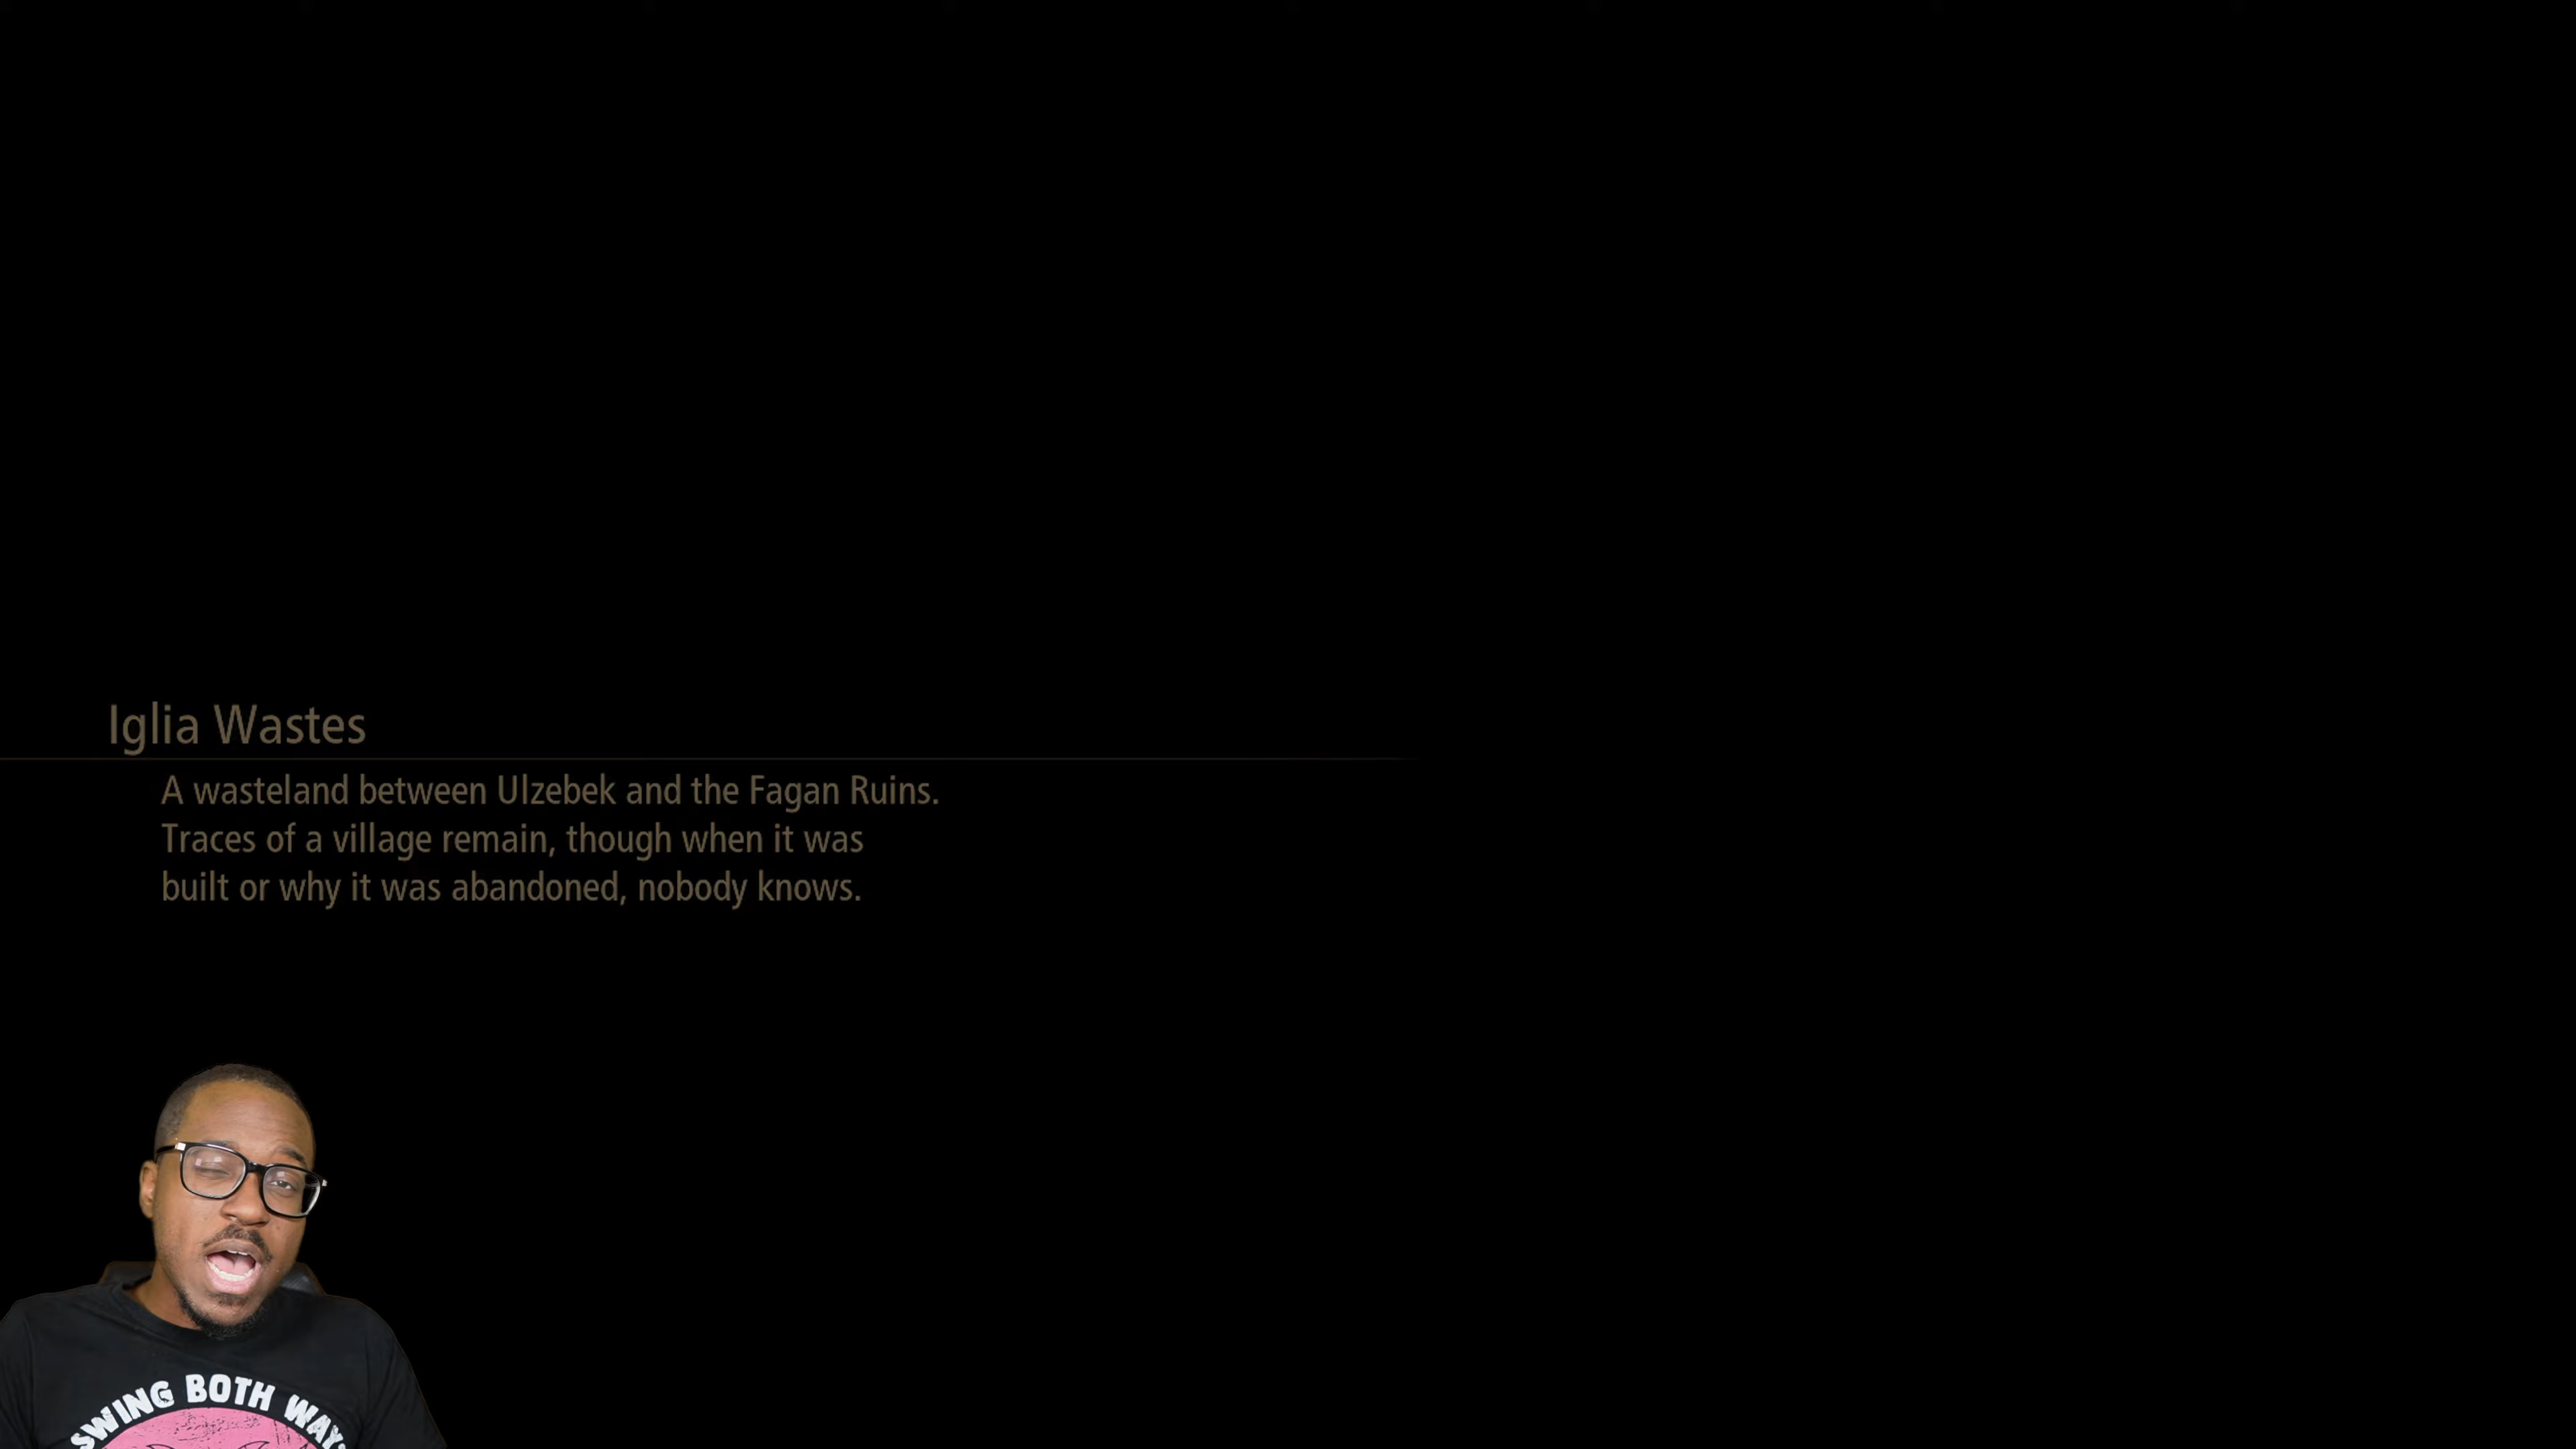 Iglia Wastes
A wasteland between Ulzebek and the Fagan Ruins.
Traces of a village remain, though when it was
built or why it was abandoned, nobody knows.
SWING BOTH WAYS